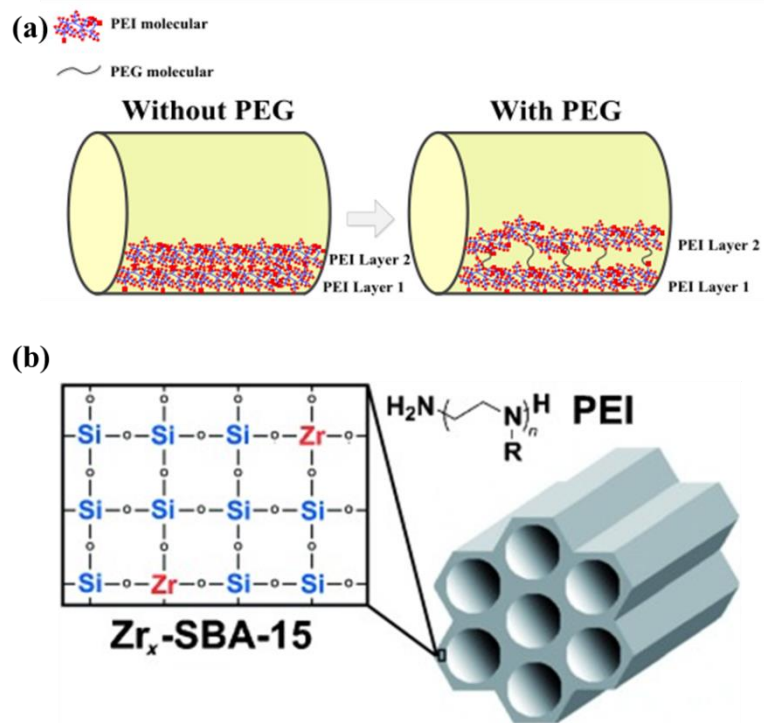 (a)
PEI molecular
PEG molecular
Without PEG
With PEG
PEI Layer 2
PEI Layer 1
PEI Layer 2
PEI Layer 1
(b)
o o o o
Si-o-Si-o-Si-o-Zr-o
o o o o
Si-o-Si-o-Si-o-Si-o
o o o o
Si-o-Zr-o-Si-o-Si-o
Zrx-SBA-15
H2N ( N )n H
R
PEI